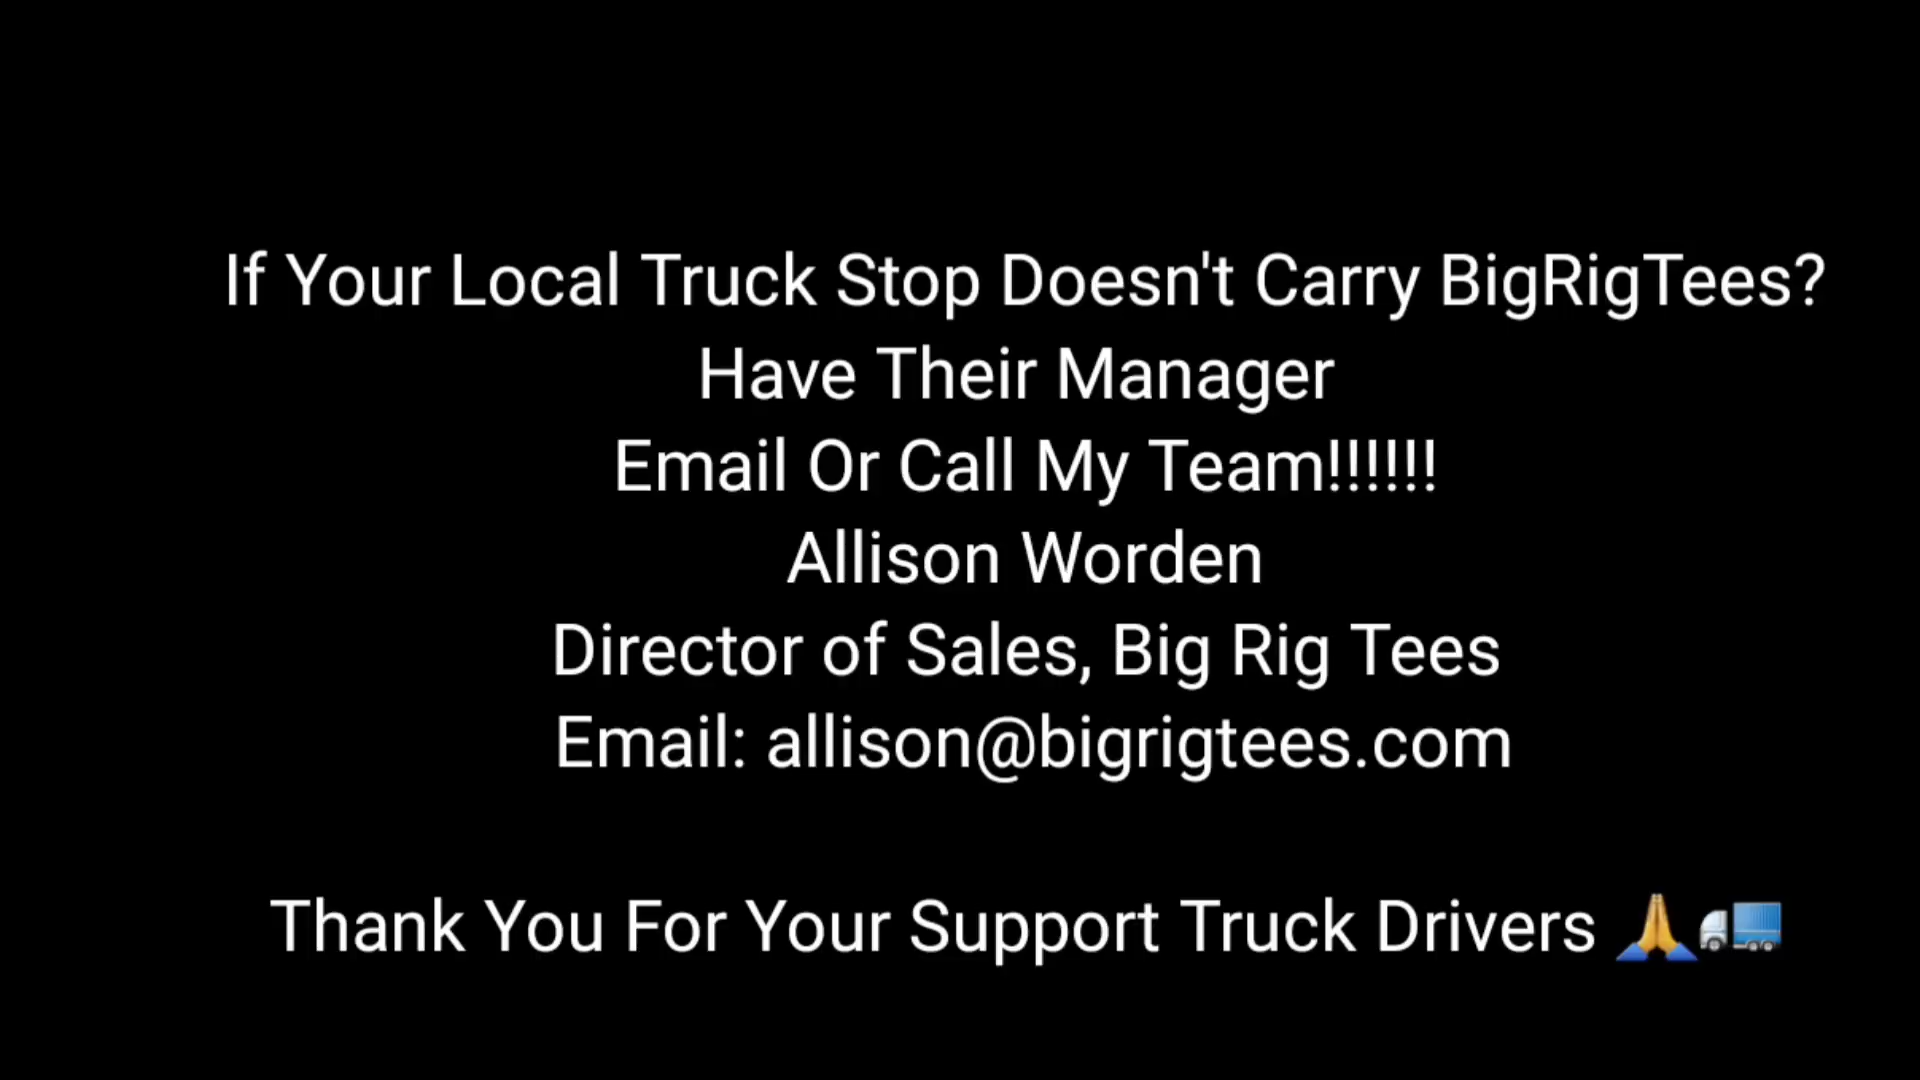 If Your Local Truck Stop Doesn't Carry BigRigTees?
Have Their Manager
Email Or Call My Team!!!!!!
Allison Worden
Director of Sales, Big Rig Tees
Email: allison@bigrigtees.com
Thank You For Your Support Truck Drivers 🙏🚛